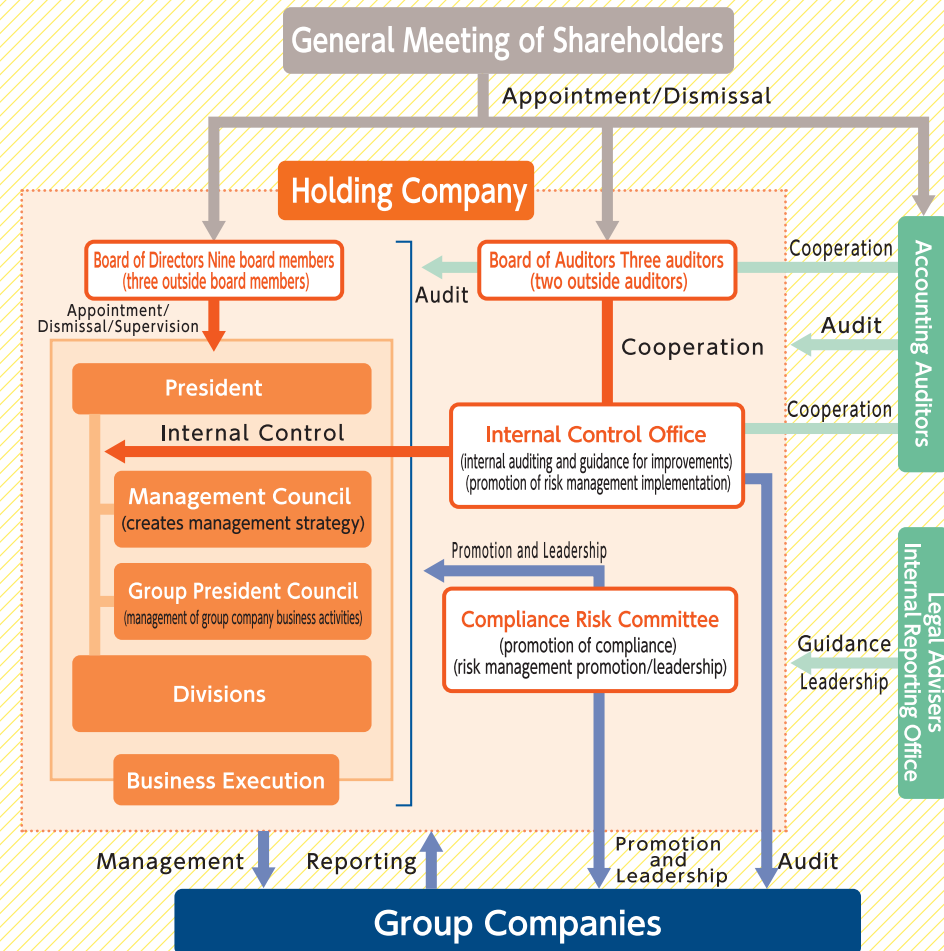 General Meeting of Shareholders
Appointment/Dismissal
Holding Company
Board of Directors Nine board members
(three outside board members)
Audit
Board of Auditors Three auditors
(two outside auditors)
Cooperation
Accounting Auditors
Appointment/
Dismissal/Supervision
Audit
Cooperation
President
Cooperation
Internal Control
Internal Control Office
(internal auditing and guidance for improvements)
(promotion of risk management implementation)
Management Council
(creates management strategy)
Promotion and Leadership
Group President Council
(management of group company business activities)
Compliance Risk Committee
(promotion of compliance)
(risk management promotion/leadership)
Guidance
Leadership
Legal Advisers
Internal Reporting Office
Divisions
Business Execution
Management
Reporting
Promotion
and
Leadership
Audit
Group Companies